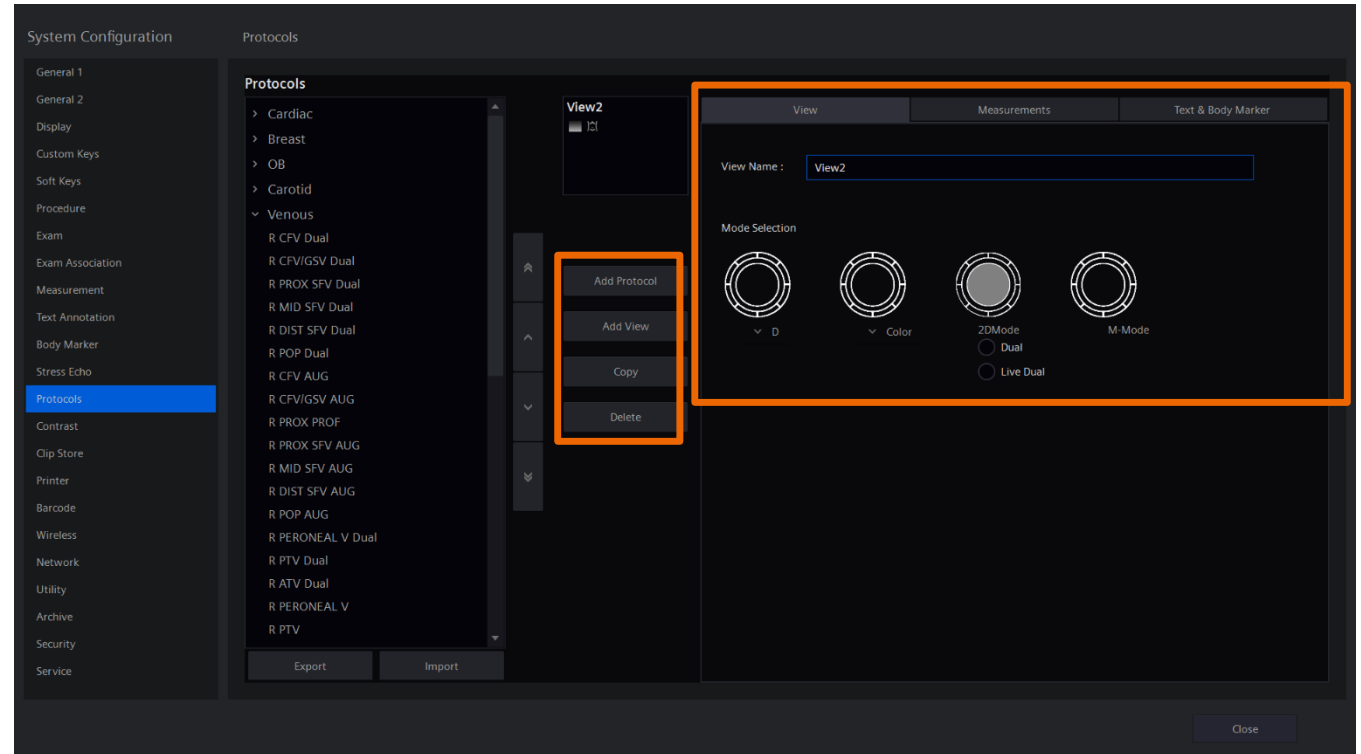 System Configuration
Protocols
General 1
General 2
Display
Custom Keys
Soft Keys
Procedure
Exam
Exam Association
Measurement
Text Annotation
Body Marker
Stress Echo
Protocols
Contrast
Clip Store
Printer
Barcode
Wireless
Network
Utility
Archive
Security
Service
Protocols
Cardiac
Breast
OB
Carotid
Venous
R CFV Dual
R CFV/GSV Dual
R PROX SFV Dual
R MID SFV Dual
R DIST SFV Dual
R POP Dual
R CFV AUG
R CFV/GSV AUG
R PROX PROF
R PROX SFV AUG
R MID SFV AUG
R DIST SFV AUG
R POP AUG
R PERONEAL V Dual
R PTV Dual
R ATV Dual
R PERONEAL V
R PTV
Export
Import
View2
Add Protocol
Add View
Copy
Delete
View
Measurements
Text & Body Marker
View Name :
View2
Mode Selection
D
Color
2DMode
M-Mode
Dual
Live Dual
Close